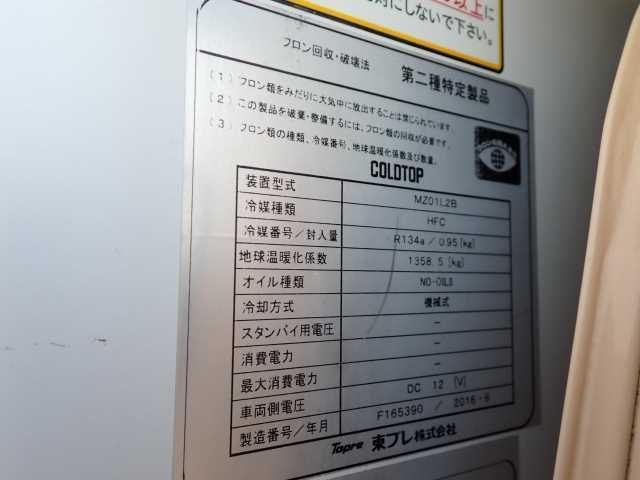 以上に
対にしないで下さい。
フロン回収・破壊法 第二種特定製品
(1) フロン類をみだりに大気中に放出することは禁じられています。
(2) この製品を廃棄・整備するには、フロン類の回収が必要です。
(3) フロン類の種類、冷媒番号、地球温暖化係数及び数量。
COLDTOP
装置型式 MZ01L2B
冷媒種類 HFC
冷媒番号/封入量 R134a / 0.95 [kg]
地球温暖化係数 1358.5 [kg]
オイル種類 ND-OIL8
冷却方式 機械式
スタンバイ用電圧 —
消費電力 —
最大消費電力 —
車両側電圧 DC 12 [V]
製造番号/年月 F165390 / 2016-6
Topre 東プレ株式会社